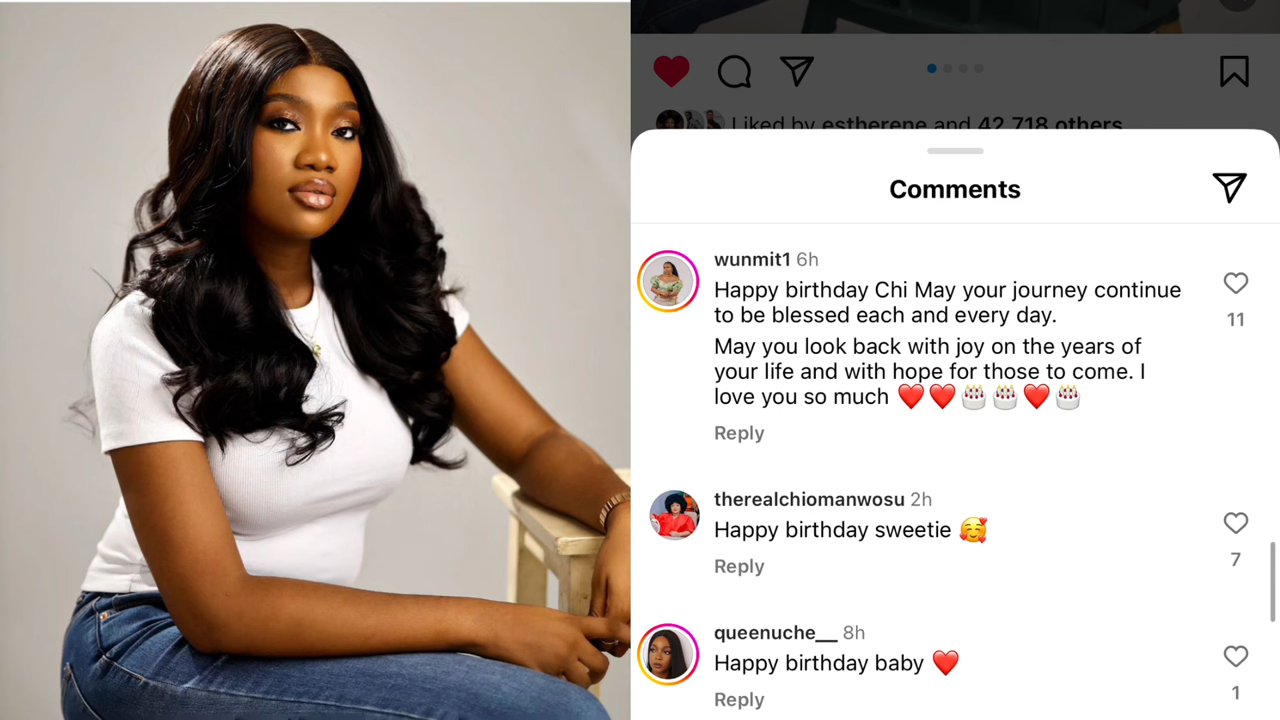 Liked by estherene and 42,718 others
Comments
wunmit1 6h
Happy birthday Chi May your journey continue
to be blessed each and every day.
11
May you look back with joy on the years of
your life and with hope for those to come. I
love you so much ❤️❤️🎂🎂❤️🎂
Reply
therealchiomanwosu 2h
Happy birthday sweetie 🥰
7
Reply
queenuche__ 8h
Happy birthday baby ❤️
1
Reply